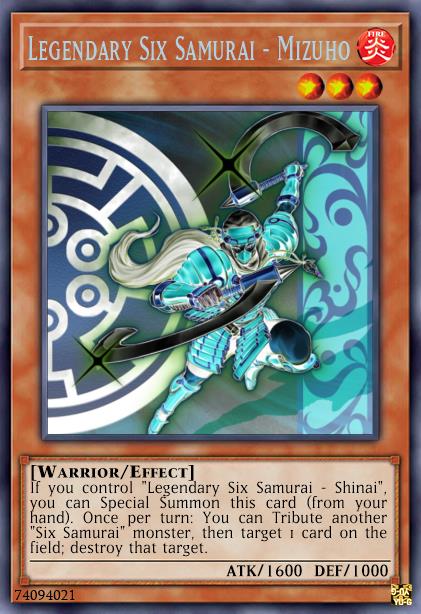 Legendary Six Samurai - Mizuho
FIRE
炎
[Warrior/Effect]
If you control "Legendary Six Samurai - Shinai",
you can Special Summon this card (from your
hand). Once per turn: You can Tribute another
"Six Samurai" monster, then target 1 card on the
field; destroy that target.
ATK/1600 DEF/1000
74094021